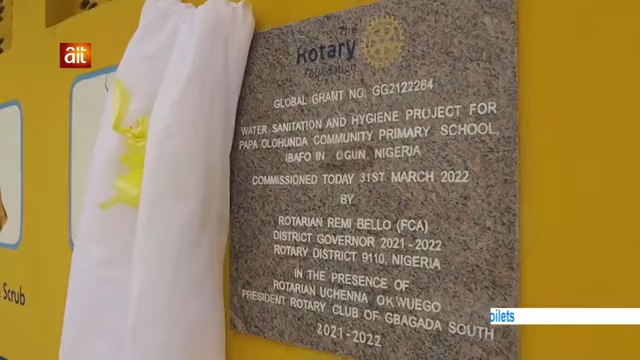 ait
The
Rotary
Foundation
GLOBAL GRANT NO. GG2122264
WATER SANITATION AND HYGIENE PROJECT FOR
PAPA OLOHUNDA COMMUNITY PRIMARY SCHOOL,
IBAFO IN OGUN, NIGERIA
COMMISSIONED TODAY 31ST MARCH 2022
BY
ROTARIAN REMI BELLO (FCA)
DISTRICT GOVERNOR 2021-2022
ROTARY DISTRICT 9110, NIGERIA
IN THE PRESENCE OF
ROTARIAN UCHENNA OKWUEGO
PRESIDENT ROTARY CLUB OF GBAGADA SOUTH
2021-2022
Scrub
oilets